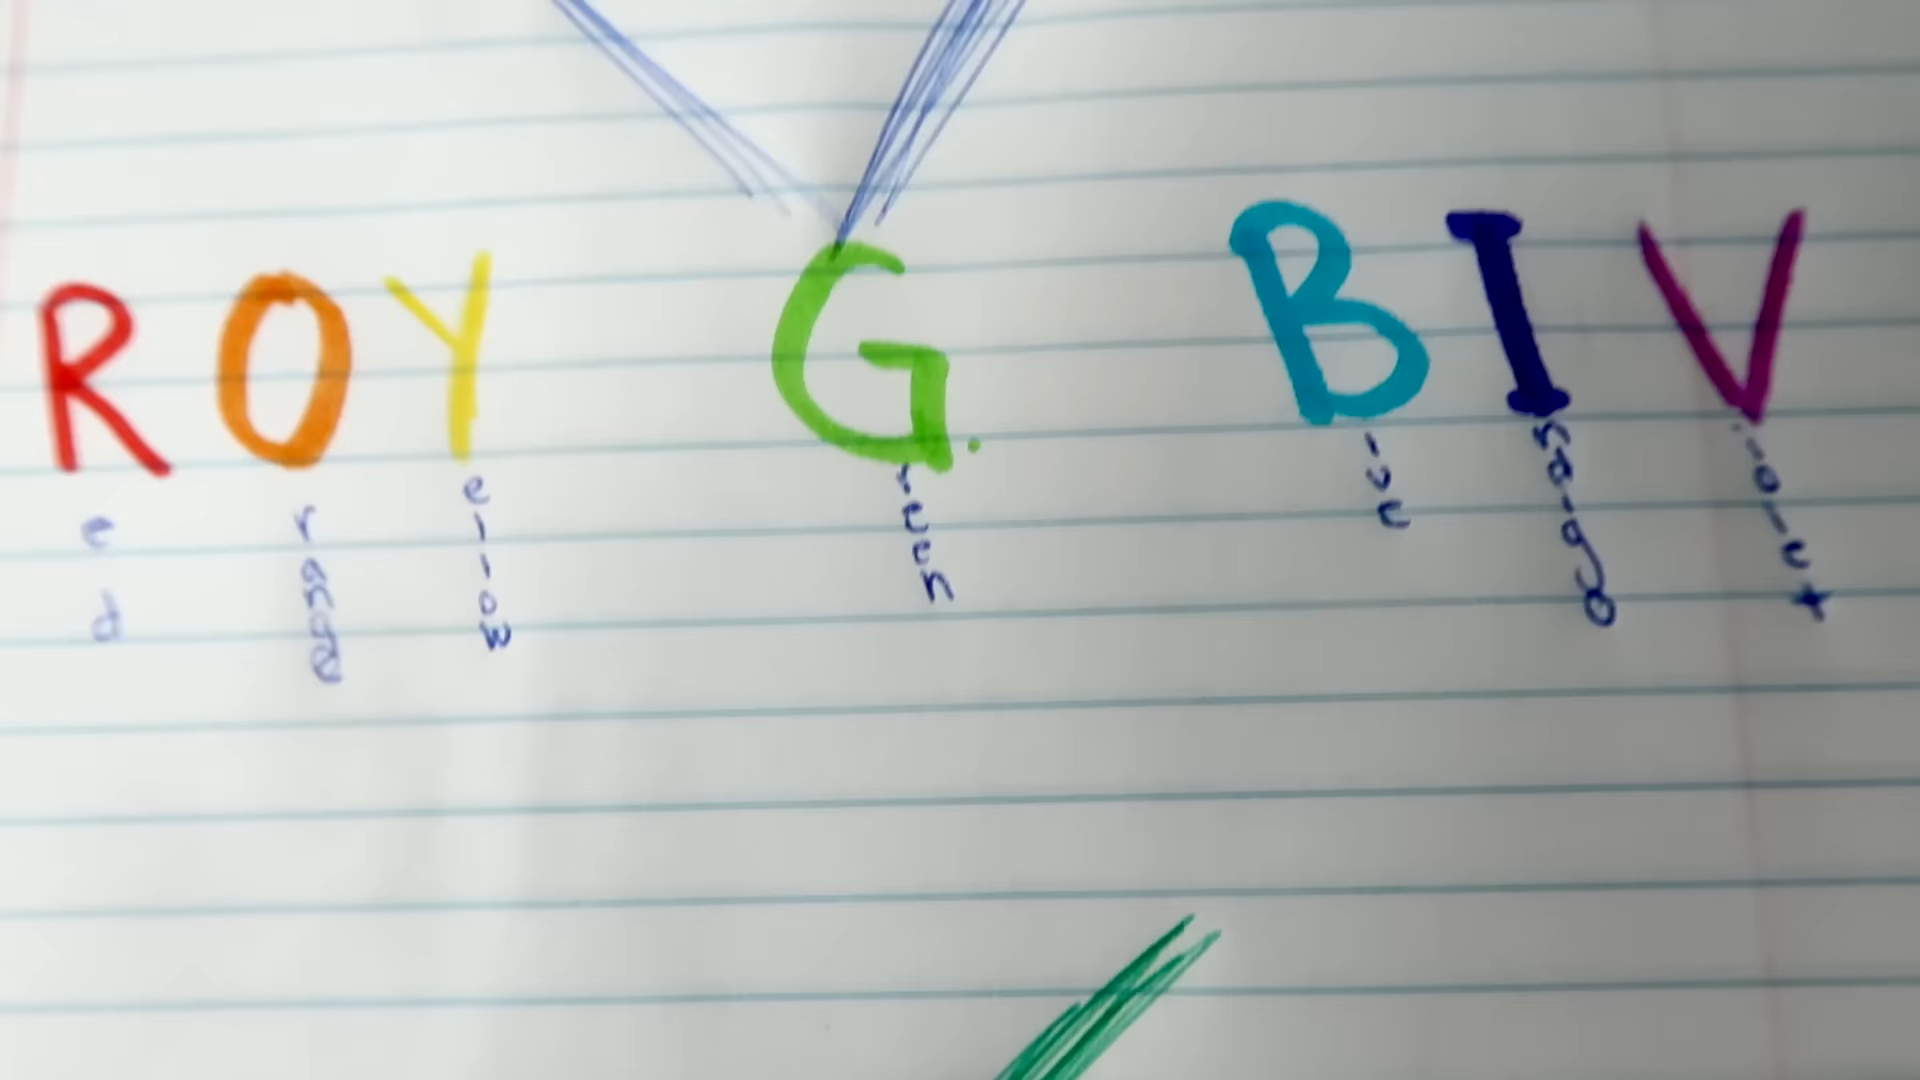 ROY G. BIV
ed
range
ellow
reen
lue
ndigo
iolet